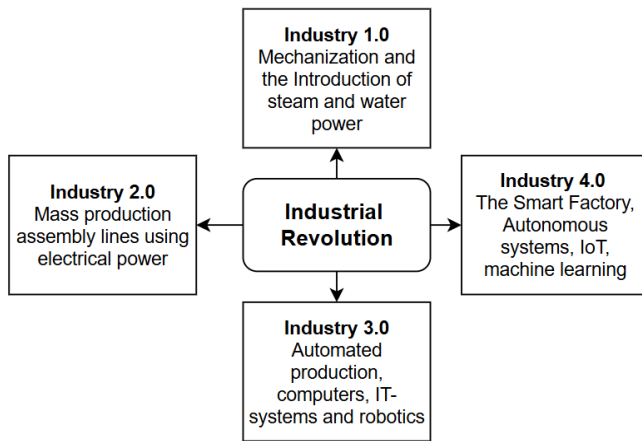 Industry 1.0
Mechanization and
the Introduction of
steam and water
power
Industry 2.0
Mass production
assembly lines using
electrical power
Industrial
Revolution
Industry 4.0
The Smart Factory,
Autonomous
systems, IoT,
machine learning
Industry 3.0
Automated
production,
computers, IT-
systems and robotics